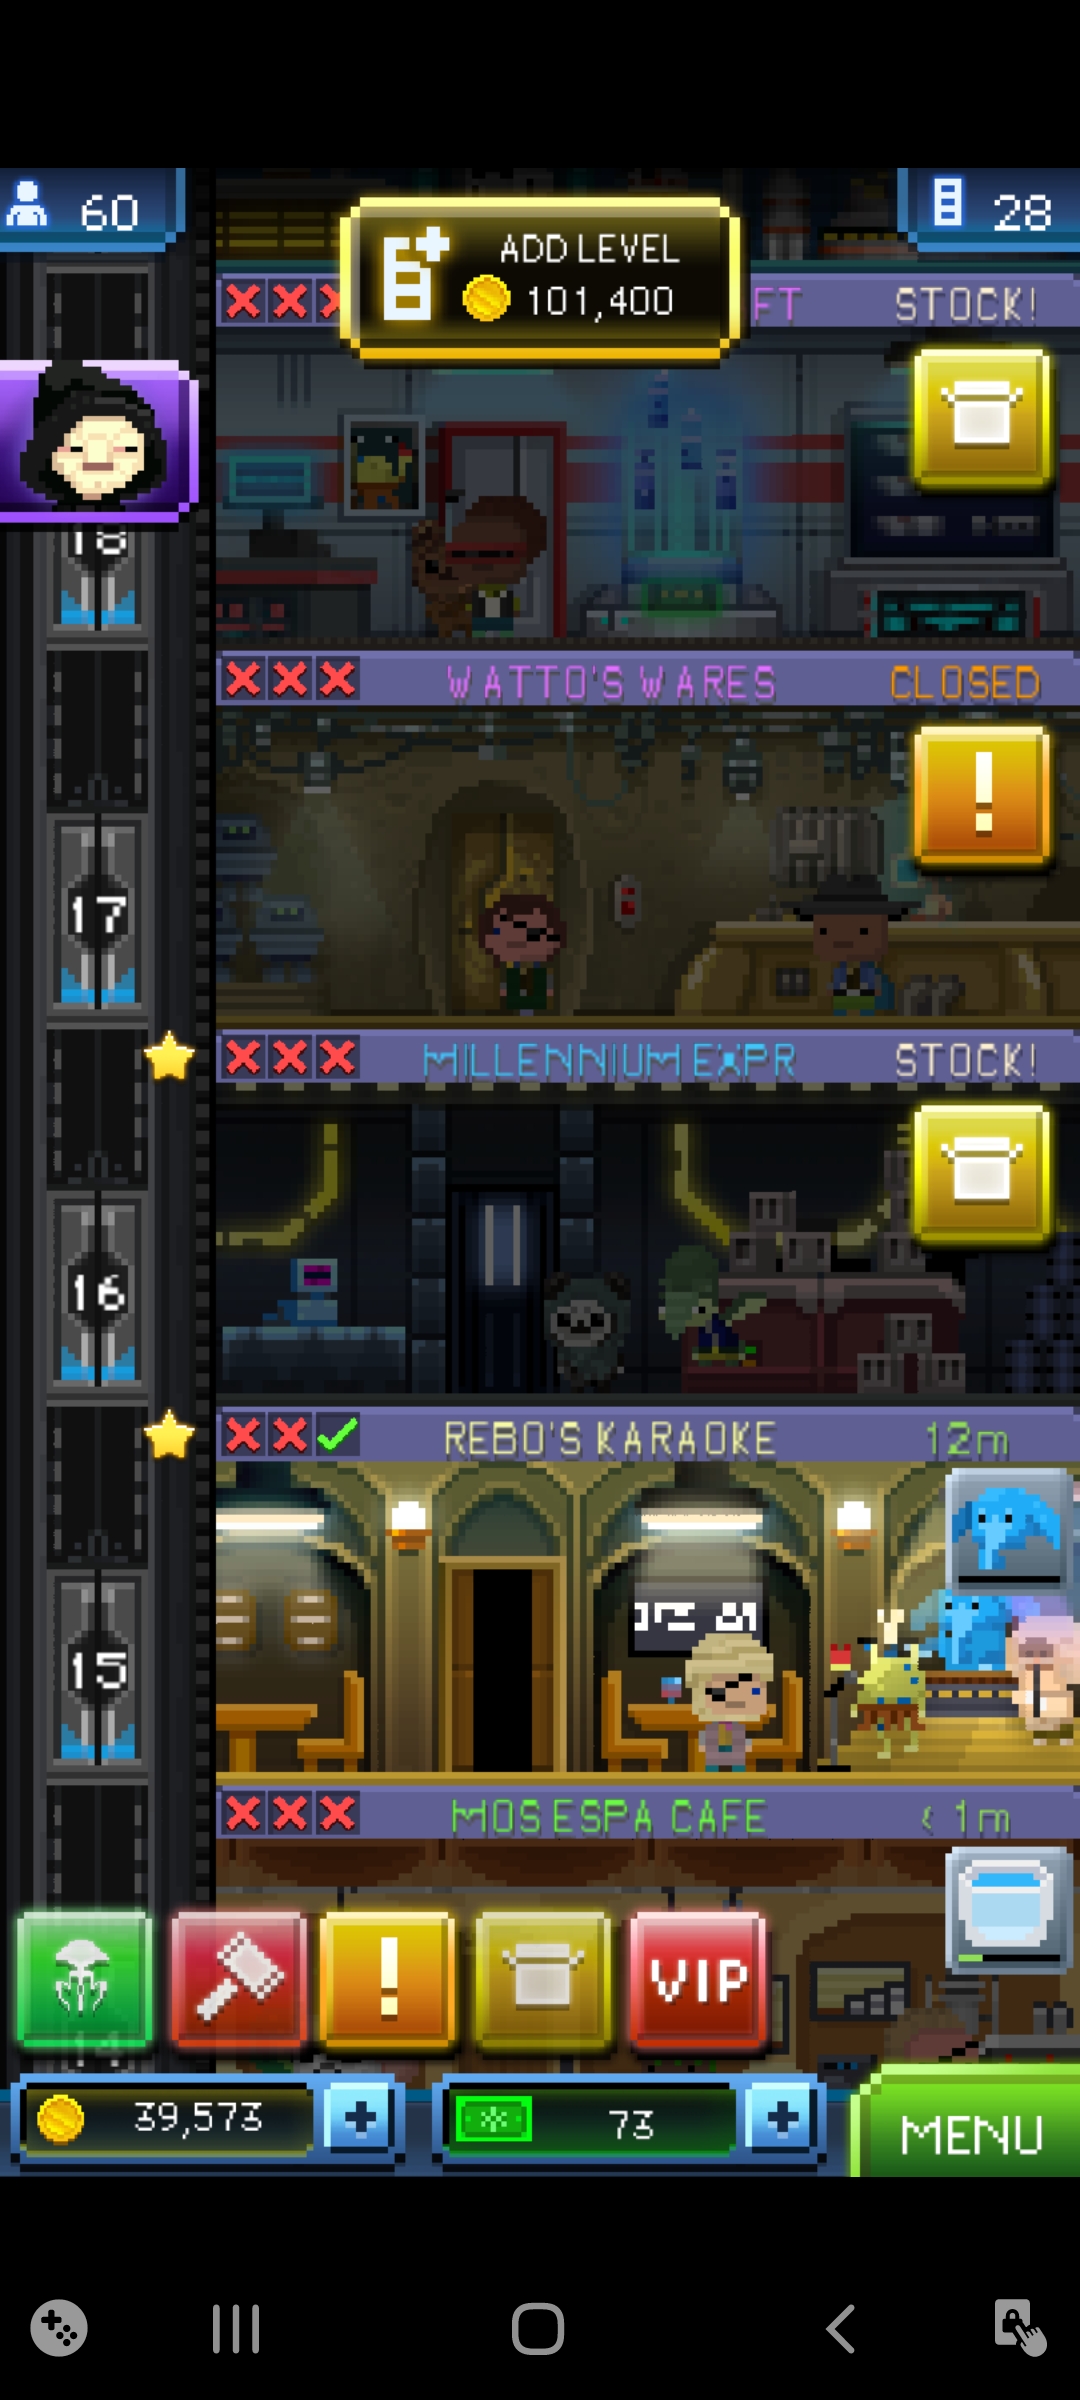 60
ADD LEVEL
101,400
28
FT STOCK!
18
WATTO'S WARES CLOSED
17
MILLENNIUM EXPR STOCK!
16
REBO'S KARAOKE 12m
15
MOS ESPA CAFE < 1m
VIP
14
39,573
73
MENU